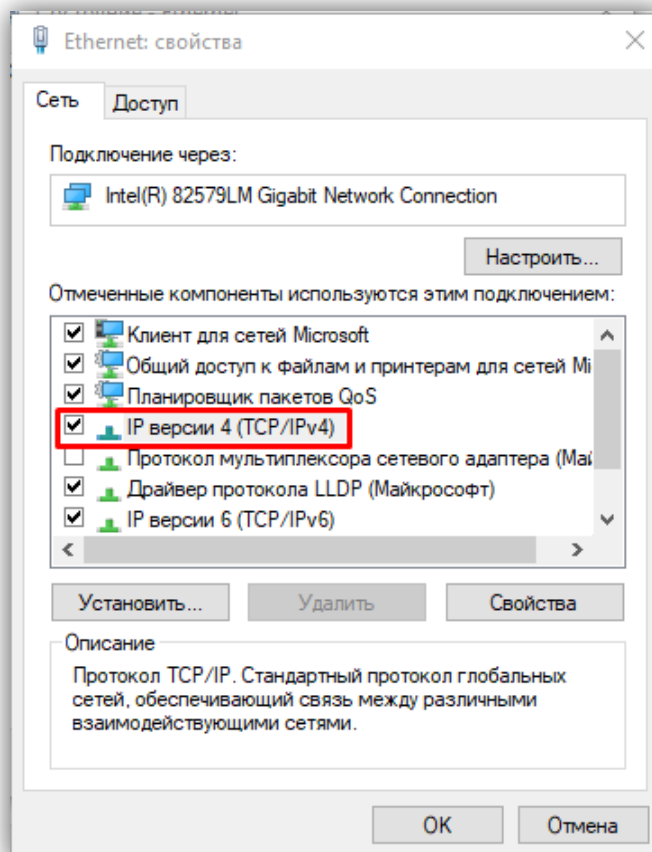 Ethernet: свойства
Сеть
Доступ
Подключение через:
Intel(R) 82579LM Gigabit Network Connection
Настроить...
Отмеченные компоненты используются этим подключением:
Клиент для сетей Microsoft
Общий доступ к файлам и принтерам для сетей Mi
Планировщик пакетов QoS
IP версии 4 (TCP/IPv4)
Протокол мультиплексора сетевого адаптера (Май
Драйвер протокола LLDP (Майкрософт)
IP версии 6 (TCP/IPv6)
Установить...
Удалить
Свойства
Описание
Протокол TCP/IP. Стандартный протокол глобальных
сетей, обеспечивающий связь между различными
взаимодействующими сетями.
OK
Отмена